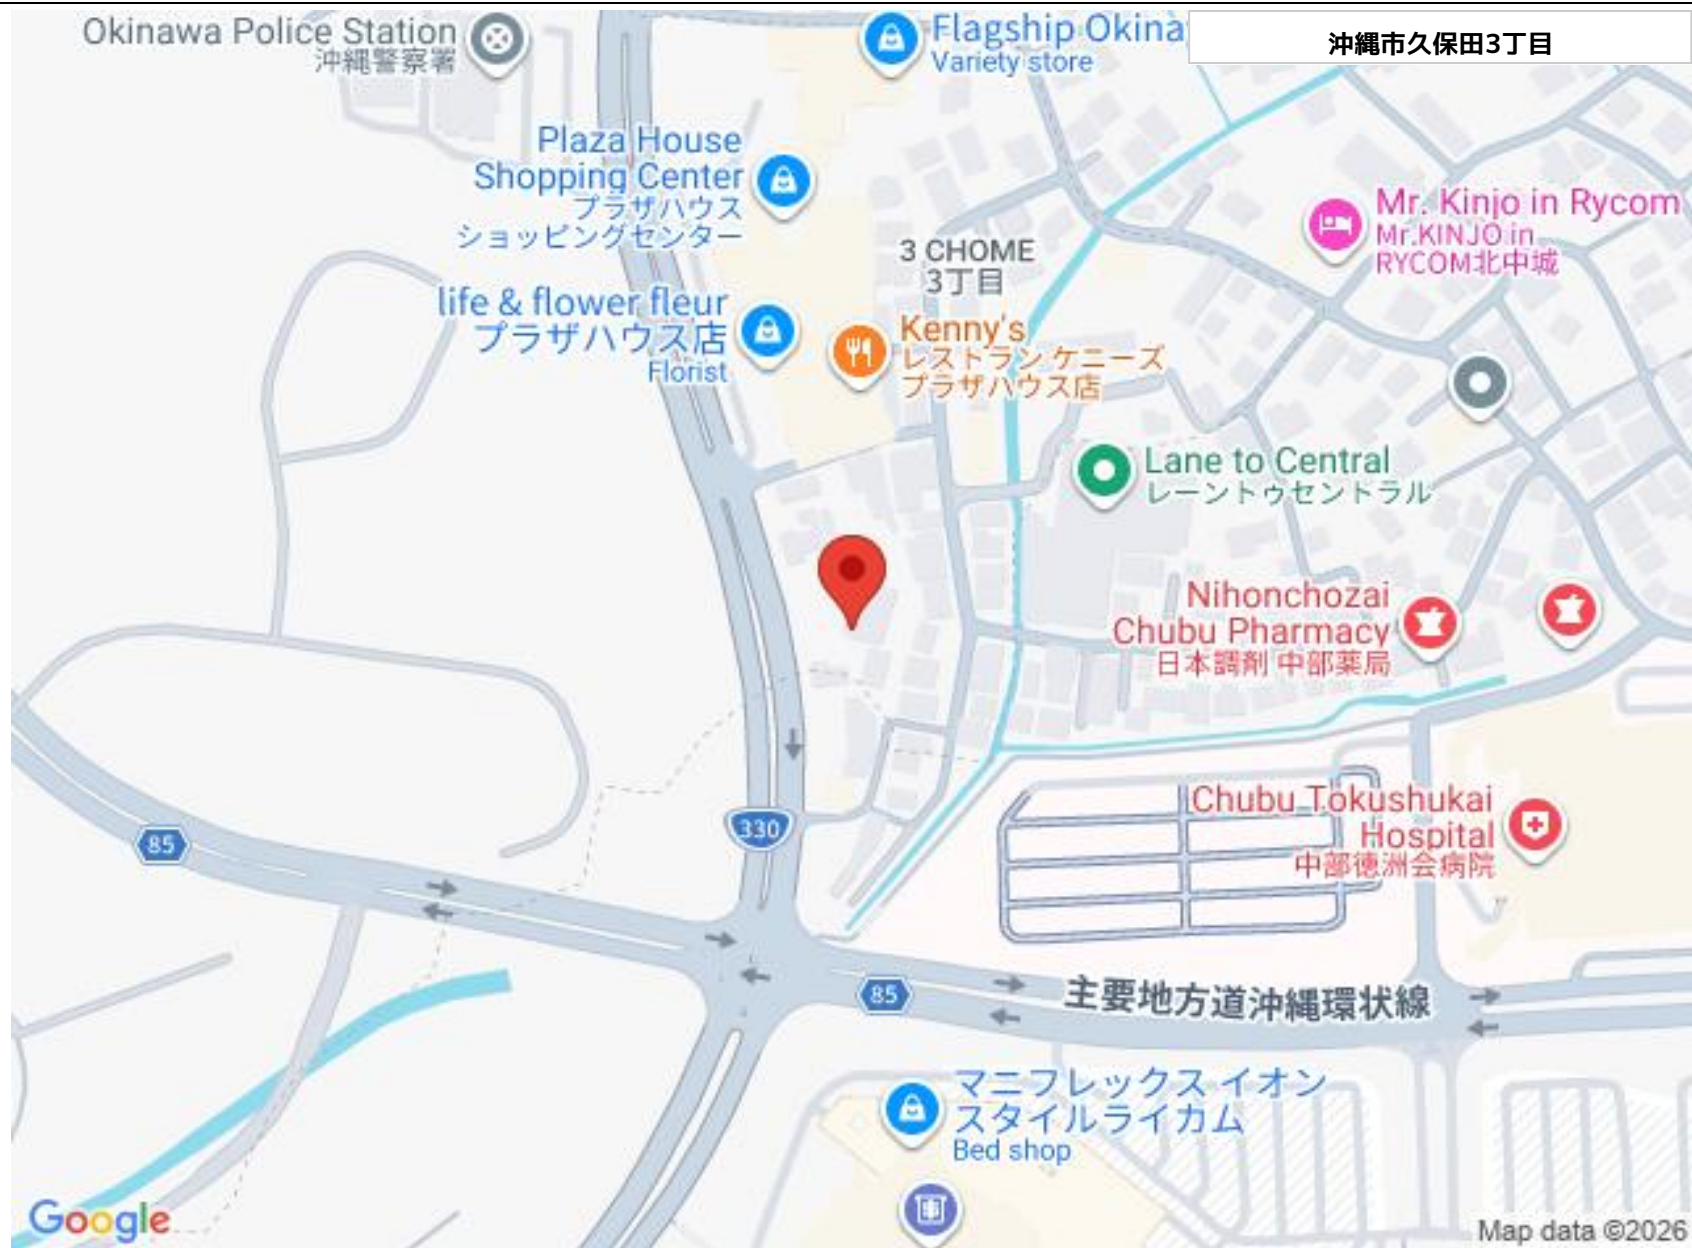 Okinawa Police Station
沖縄警察署
Flagship Okina
Variety store
沖縄市久保田3丁目
Plaza House
Shopping Center
プラザハウス
ショッピングセンター
Mr. Kinjo in Rycom
Mr.KINJO in
RYCOM北中城
3 CHOME
3丁目
life & flower fleur
プラザハウス店
Florist
Kenny's
レストラン ケニーズ
プラザハウス店
Lane to Central
レーントゥセントラル
Nihonchozai
Chubu Pharmacy
日本調剤 中部薬局
Chubu Tokushukai
Hospital
中部徳洲会病院
330
85
85
主要地方道沖縄環状線
マニフレックス イオン
スタイルライカム
Bed shop
Google
Map data ©2026